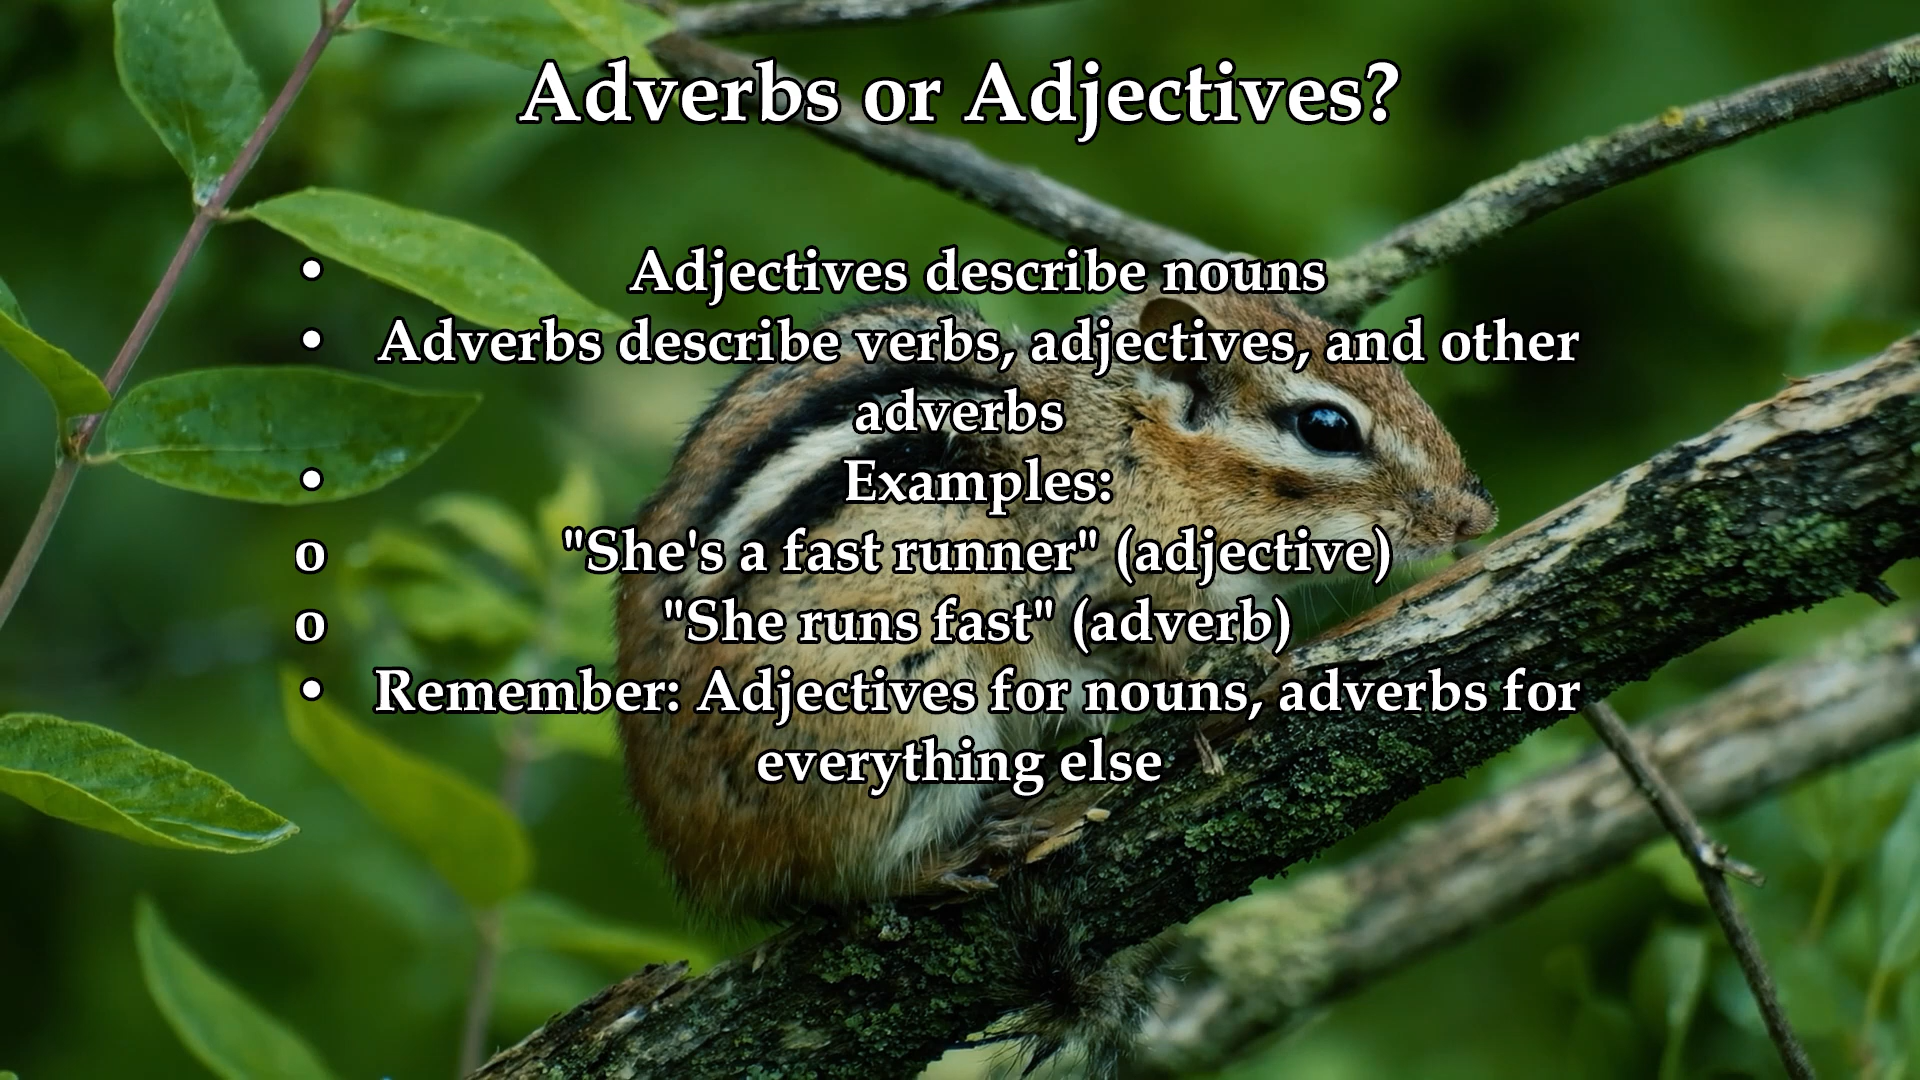 Adverbs or Adjectives?
• Adjectives describe nouns
• Adverbs describe verbs, adjectives, and other
adverbs
• Examples:
o "She's a fast runner" (adjective)
o "She runs fast" (adverb)
• Remember: Adjectives for nouns, adverbs for
everything else